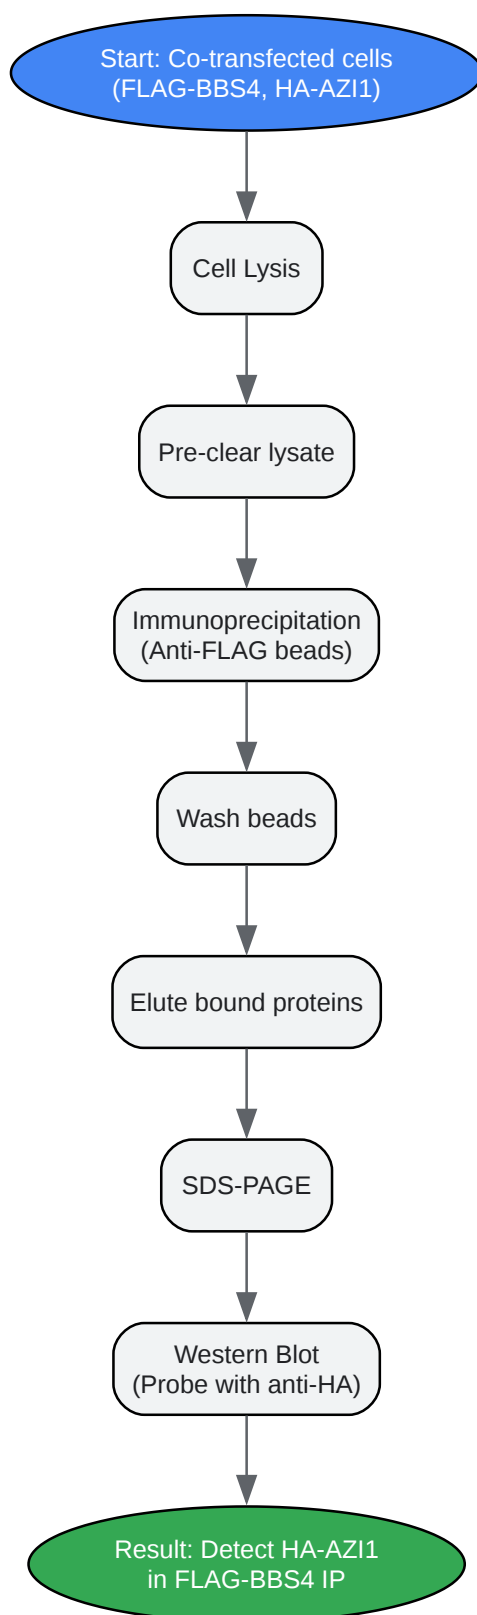 Start: Co-transfected cells
(FLAG-BBS4, HA-AZI1)
Cell Lysis
Pre-clear lysate
Immunoprecipitation
(Anti-FLAG beads)
Wash beads
Elute bound proteins
SDS-PAGE
Western Blot
(Probe with anti-HA)
Result: Detect HA-AZI1
in FLAG-BBS4 IP